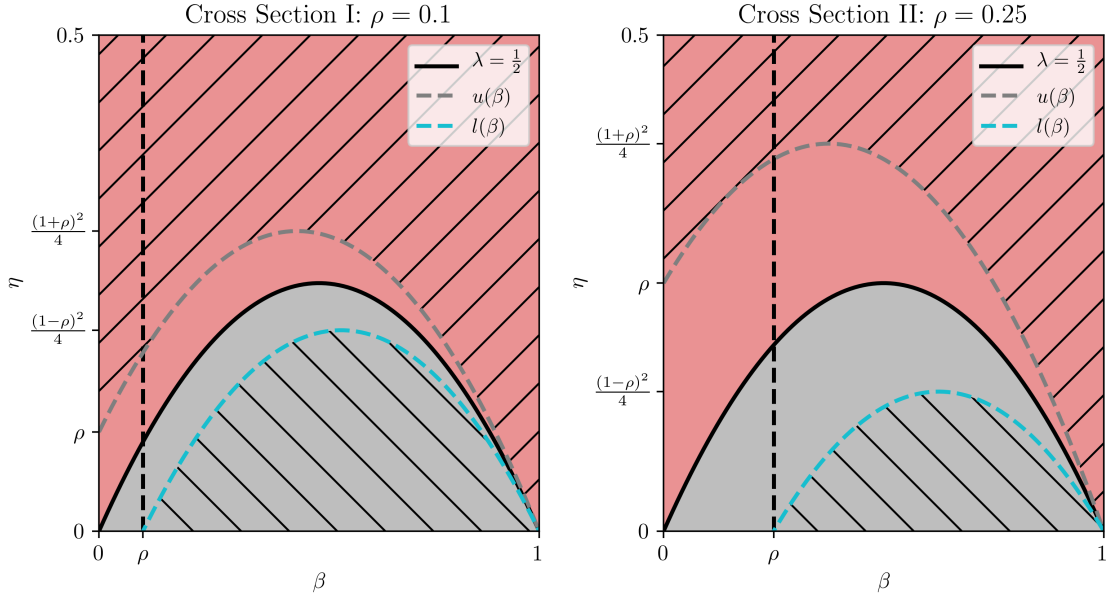 Cross Section I: ρ = 0.1
0.5
(1+ρ)²/4
(1−ρ)²/4
ρ
0
η
λ = 1/2
u(β)
l(β)
0
ρ
1
β
Cross Section II: ρ = 0.25
0.5
(1+ρ)²/4
ρ
(1−ρ)²/4
0
η
λ = 1/2
u(β)
l(β)
0
ρ
1
β